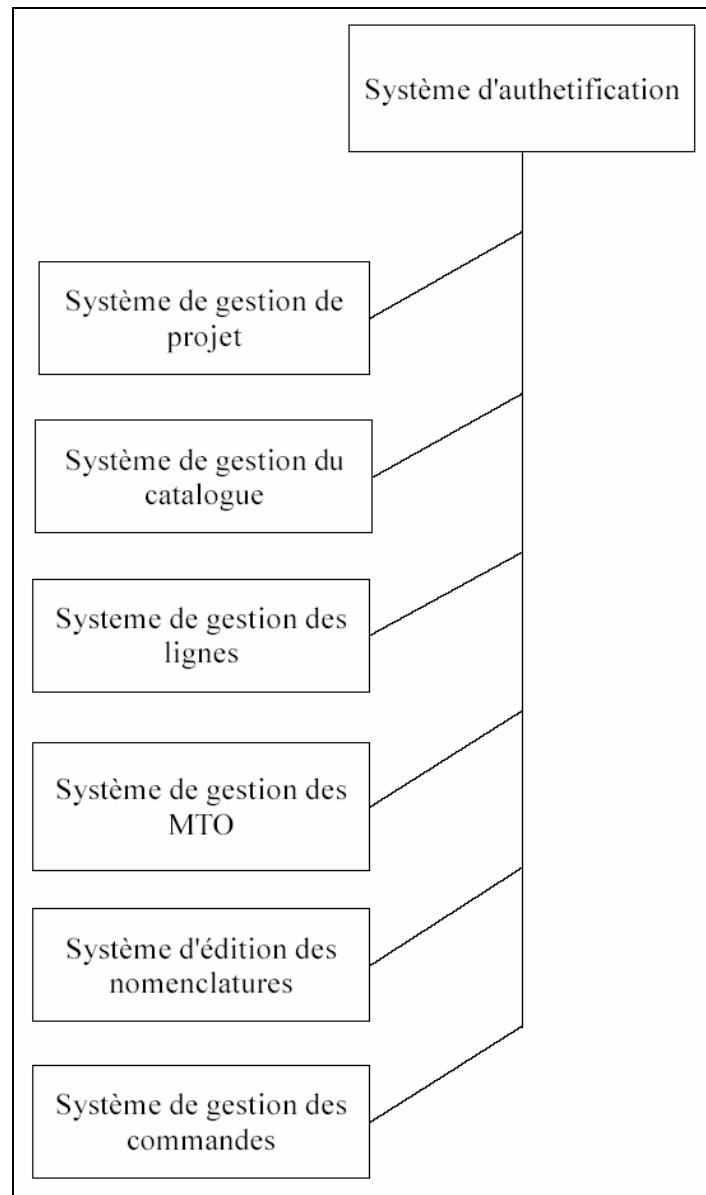 Système d'authetification
Système de gestion de
projet
Système de gestion du
catalogue
Systeme de gestion des
lignes
Système de gestion des
MTO
Système d'édition des
nomenclatures
Système de gestion des
commandes